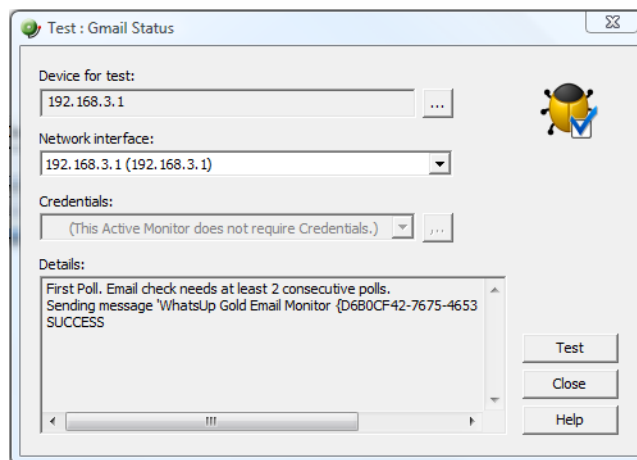 Test : Gmail Status
Device for test:
192.168.3.1
...
Network interface:
192.168.3.1 (192.168.3.1)
Credentials:
(This Active Monitor does not require Credentials.)
...
Details:
First Poll. Email check needs at least 2 consecutive polls.
Sending message 'WhatsUp Gold Email Monitor {D6B0CF42-7675-4653
SUCCESS
Test
Close
Help